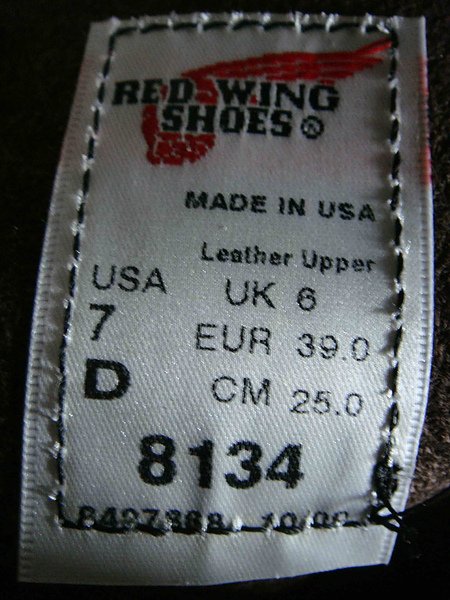 RED WING
SHOES®
MADE IN USA
Leather Upper
USA
7
D
UK 6
EUR 39.0
CM 25.0
8134